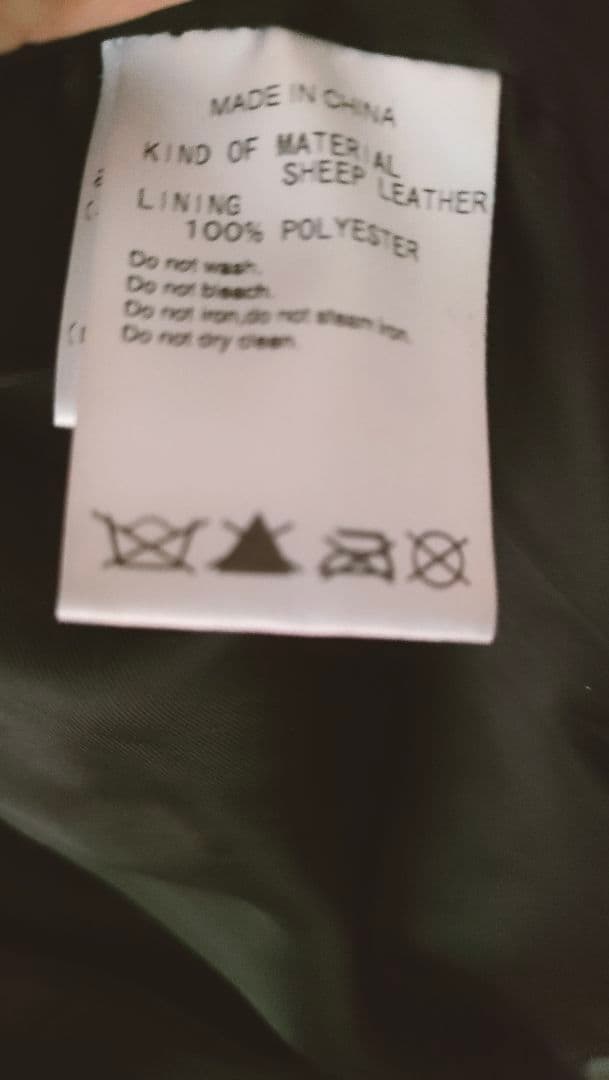 MADE IN CHINA
KIND OF MATERIAL
SHEEP LEATHER
LINING
100% POLYESTER
Do not wash.
Do not bleach.
Do not iron,do not steam iron.
Do not dry clean.